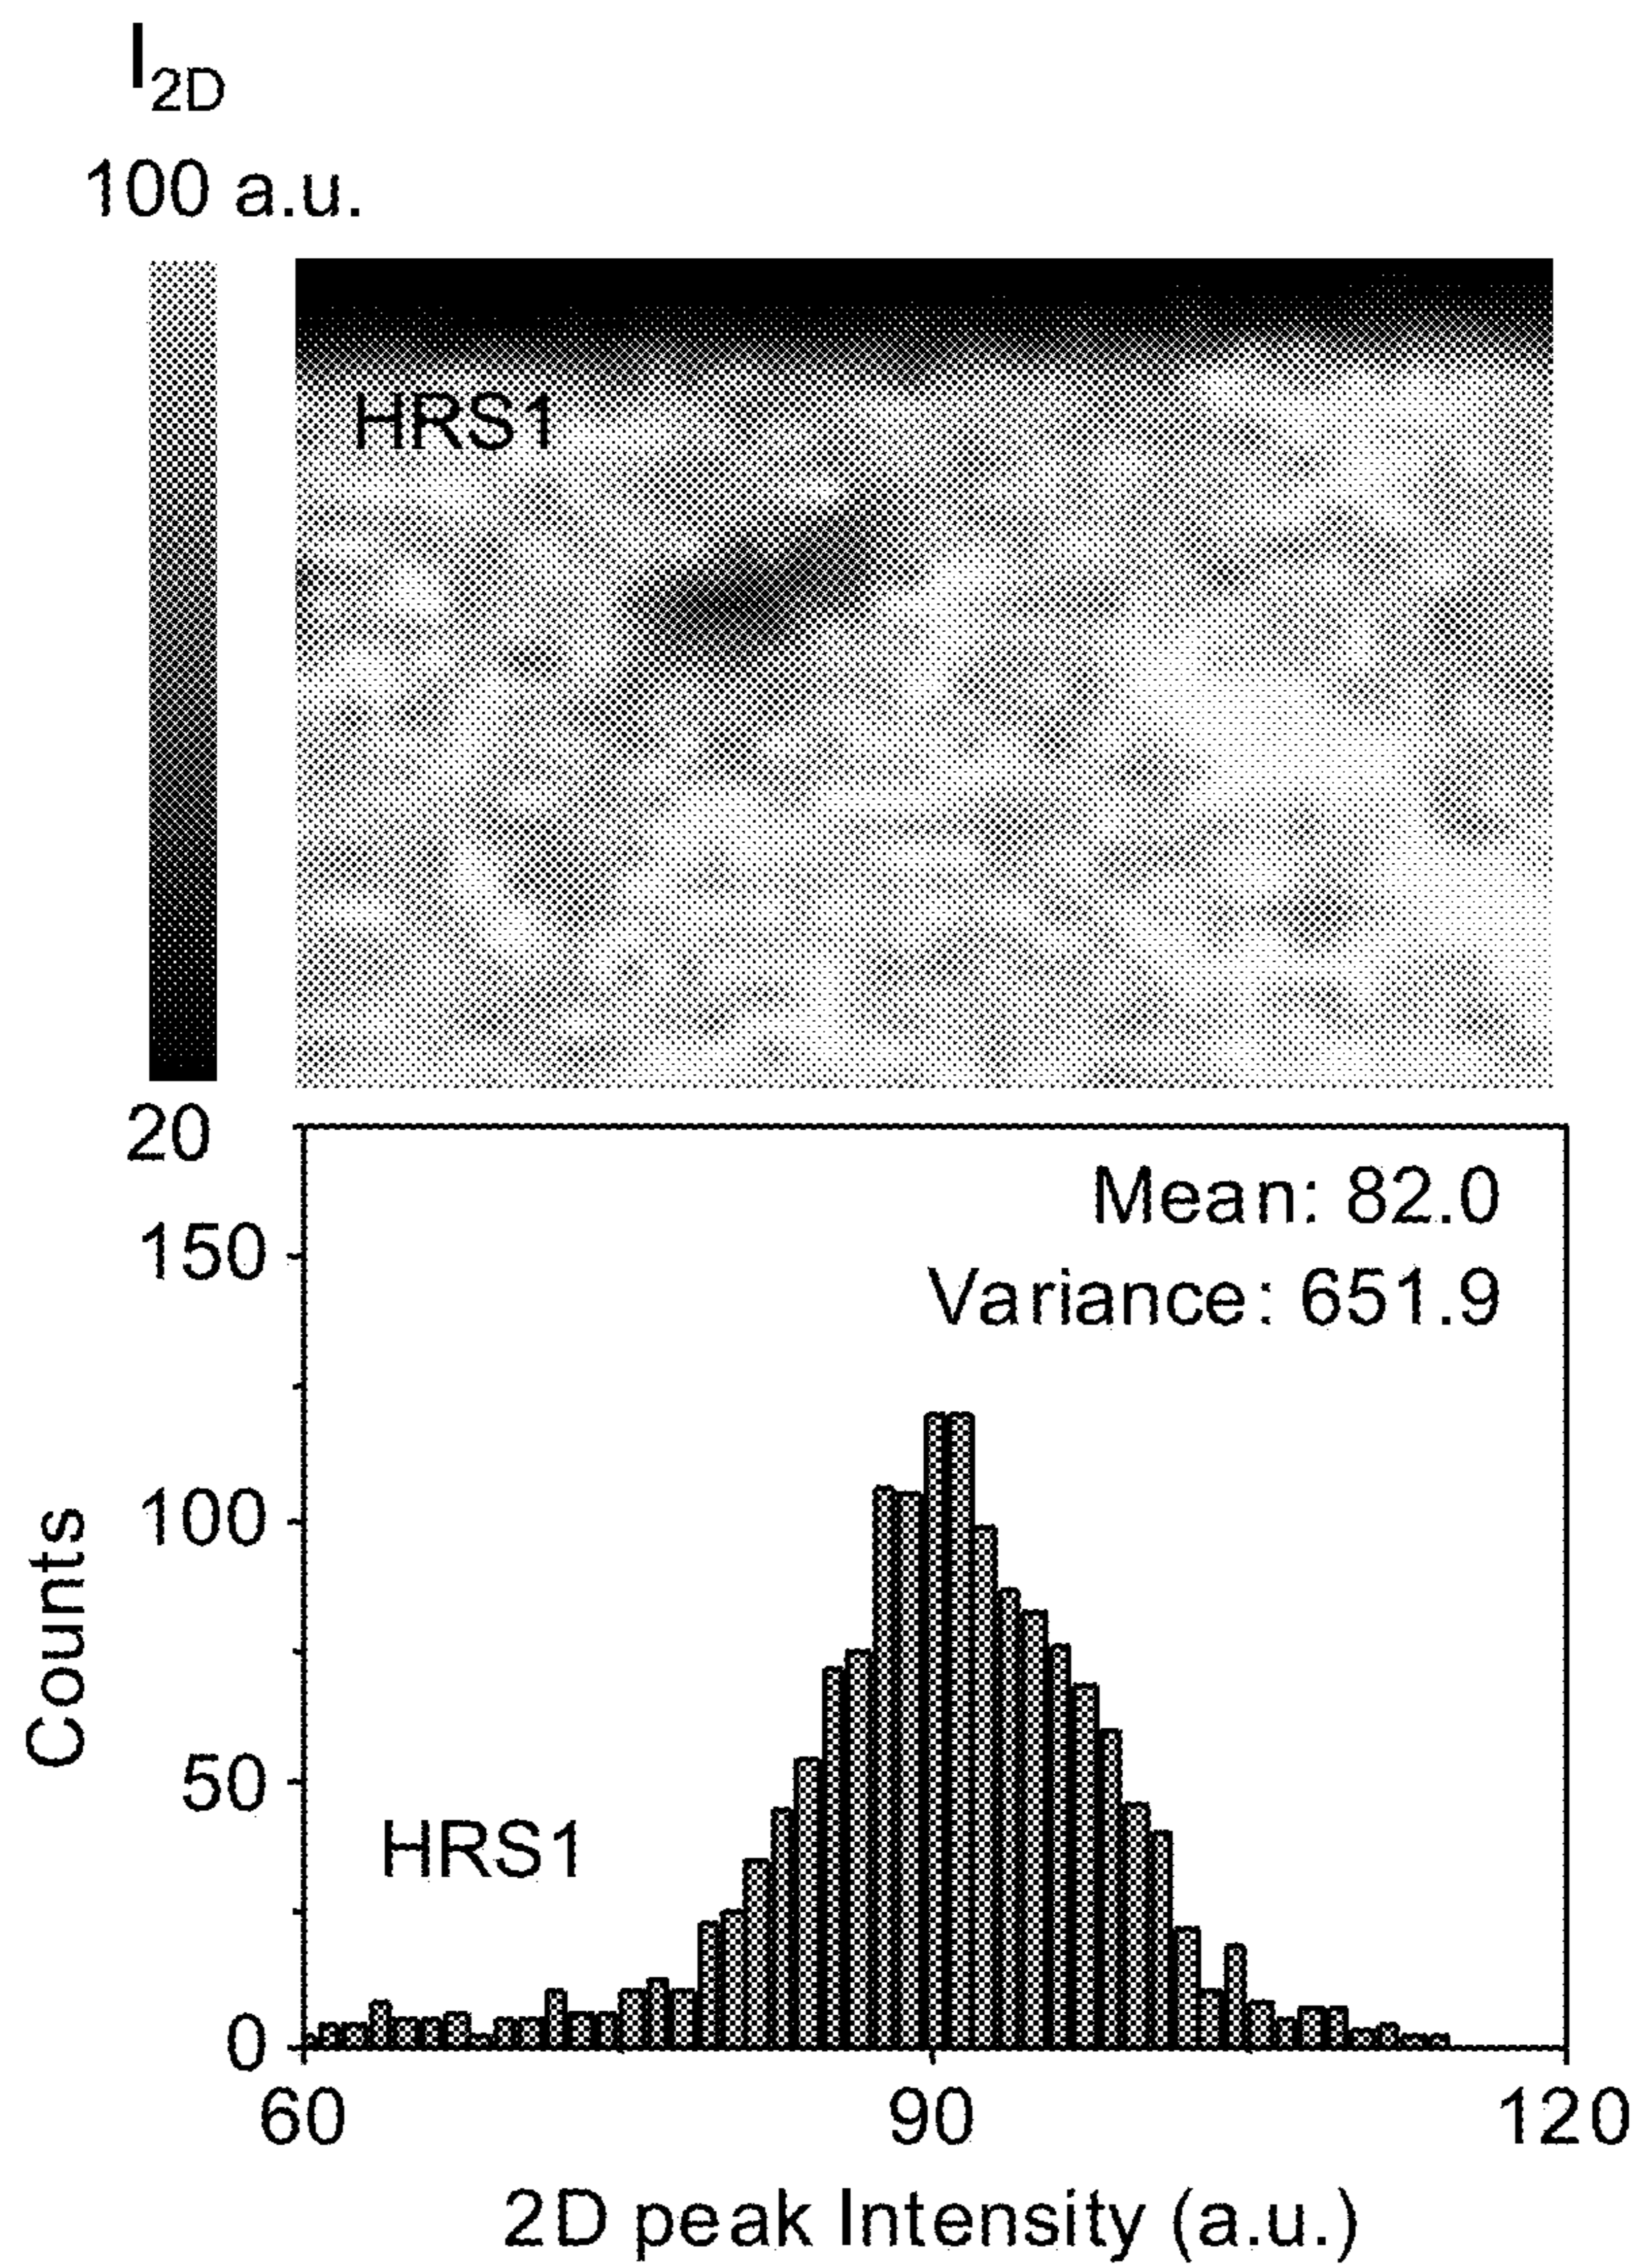 I2D
100 a.u.
HRS1
20
Mean: 82.0
Variance: 651.9
150
100
50
0
Counts
HRS1
60 90 120
2D peak Intensity (a.u.)